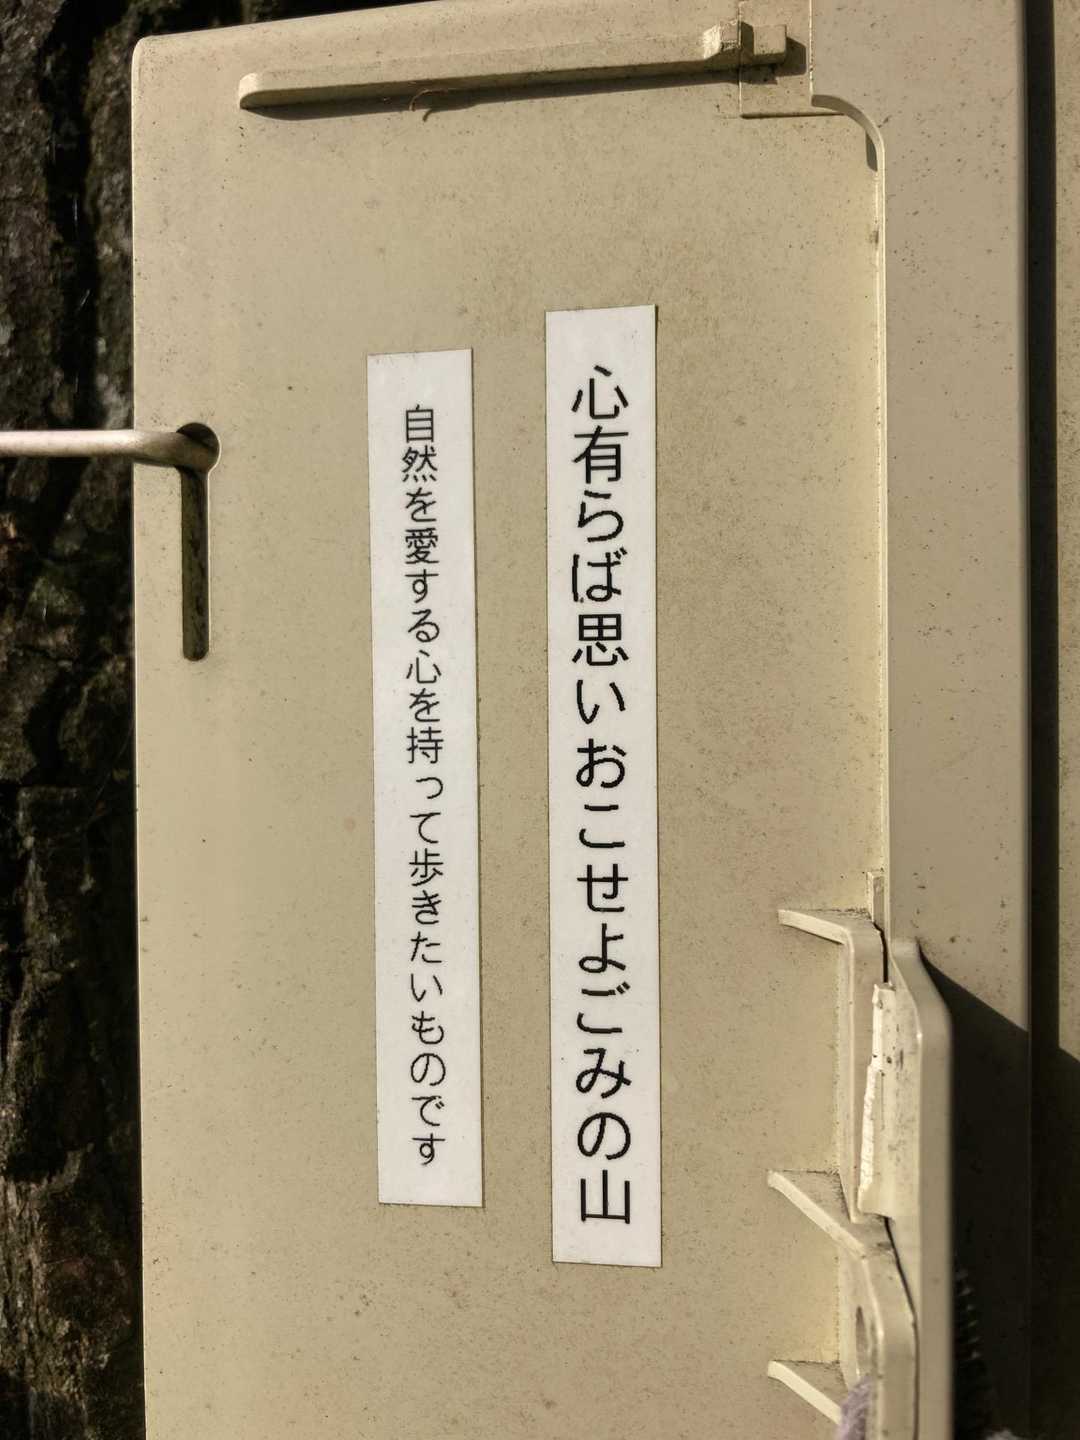 心有らば思いおこせよごみの山
自然を愛する心を持って歩きたいものです